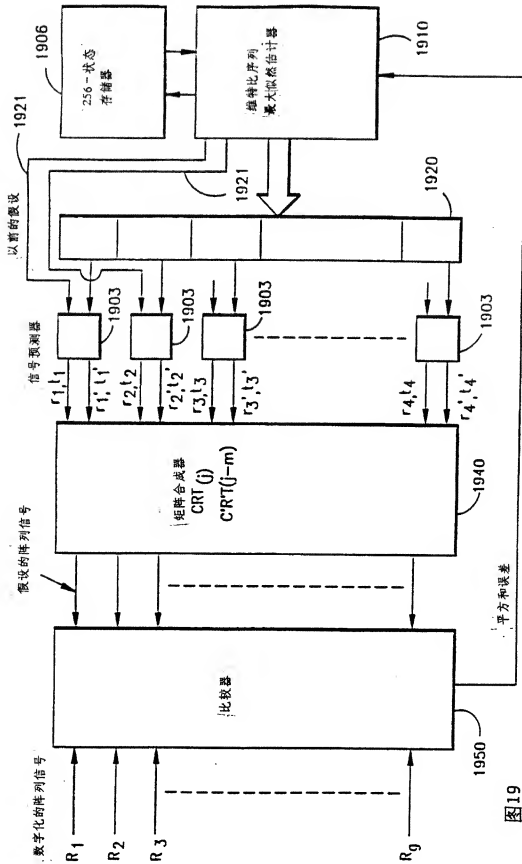 数字化的阵列信号
R1
R2
R3
Rg
比较器
1950
假设的阵列信号
平方和误差
矩阵合成器
CRT(j)
C'R'T(j-m)
1940
信号预测器
r1,t1
r1',t1'
r2,t2
r2',t2'
r3,t3
r3',t3'
r4,t4
r4',t4'
1903
1903
1903
1903
以前的假设
1921
1921
1920
256-状态
存储器
1906
维特比序列
最大似然估计器
1910
图19